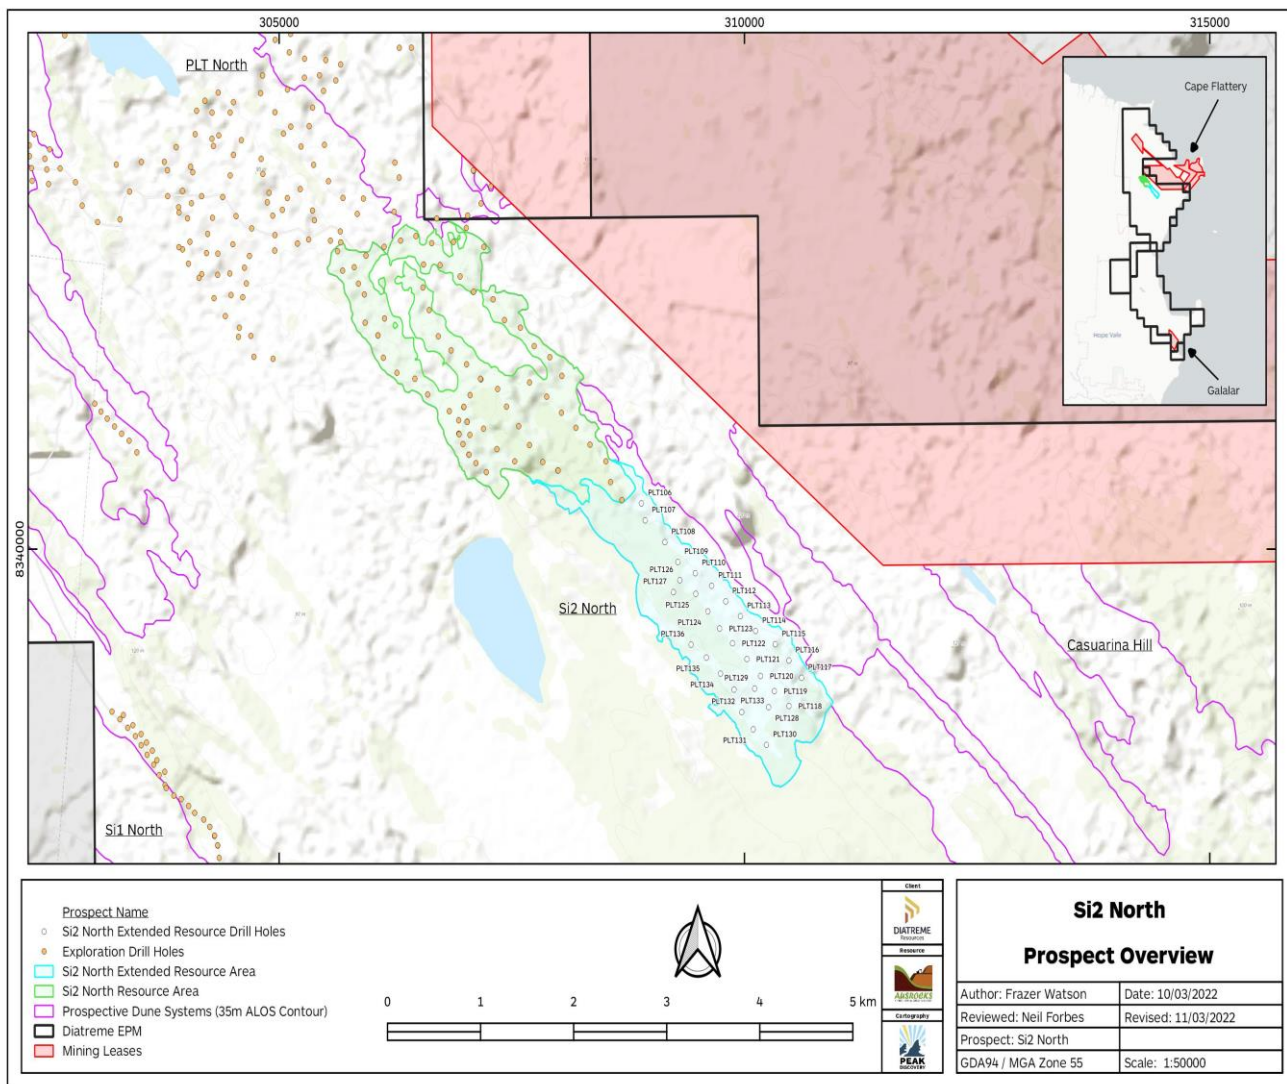 305000
310000
315000
PLT North
Cape Flattery
Hope Vale
Galalar
PLT106
PLT107
PLT108
PLT109
PLT110
PLT126
PLT127
PLT111
PLT112
PLT125
PLT113
PLT124
PLT123
PLT114
PLT136
PLT122
PLT115
PLT116
PLT121
PLT135
PLT117
PLT129
PLT120
PLT134
PLT119
PLT132
PLT133
PLT118
PLT128
PLT131
PLT130
8340000
Si2 North
Casuarina Hill
Si1 North
Prospect Name
Si2 North Extended Resource Drill Holes
Exploration Drill Holes
Si2 North Extended Resource Area
Si2 North Resource Area
Prospective Dune Systems (35m ALOS Contour)
Diatreme EPM
Mining Leases
0 1 2 3 4 5 km
Client
DIATREME
Resources
Resource
AUSROCKS
Cartography
PEAK
DISCOVERY
Si2 North
Prospect Overview
Author: Frazer Watson
Date: 10/03/2022
Reviewed: Neil Forbes
Revised: 11/03/2022
Prospect: Si2 North
GDA94 / MGA Zone 55
Scale: 1:50000